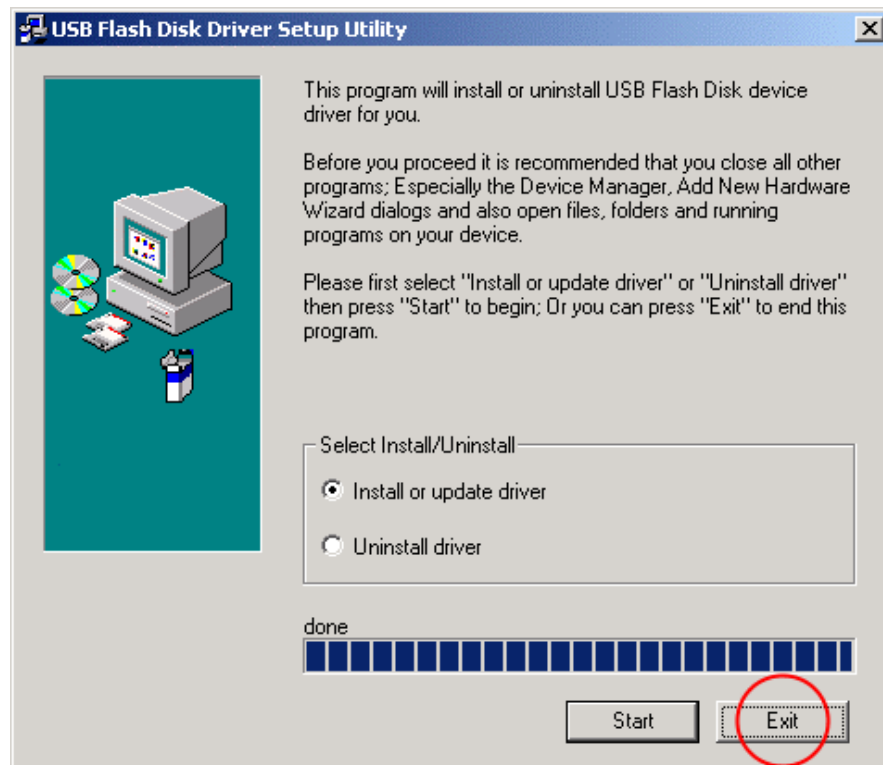 USB Flash Disk Driver Setup Utility
This program will install or uninstall USB Flash Disk device
driver for you.
Before you proceed it is recommended that you close all other
programs; Especially the Device Manager, Add New Hardware
Wizard dialogs and also open files, folders and running
programs on your device.
Please first select "Install or update driver" or "Uninstall driver"
then press "Start" to begin; Or you can press "Exit" to end this
program.
Select Install/Uninstall
Install or update driver
Uninstall driver
done
Start
Exit